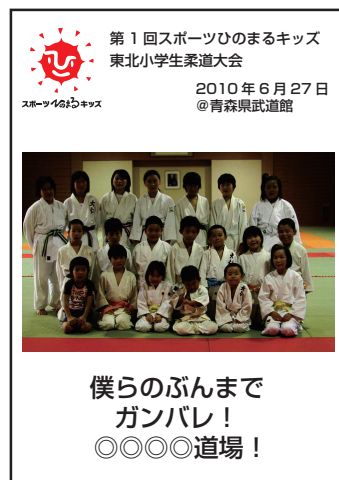 第1回スポーツひのまるキッズ
東北小学生柔道大会
2010年6月27日
@青森県武道館
スポーツひのまるキッズ
僕らのぶんまで
ガンバレ！
◎◎◎◎道場！